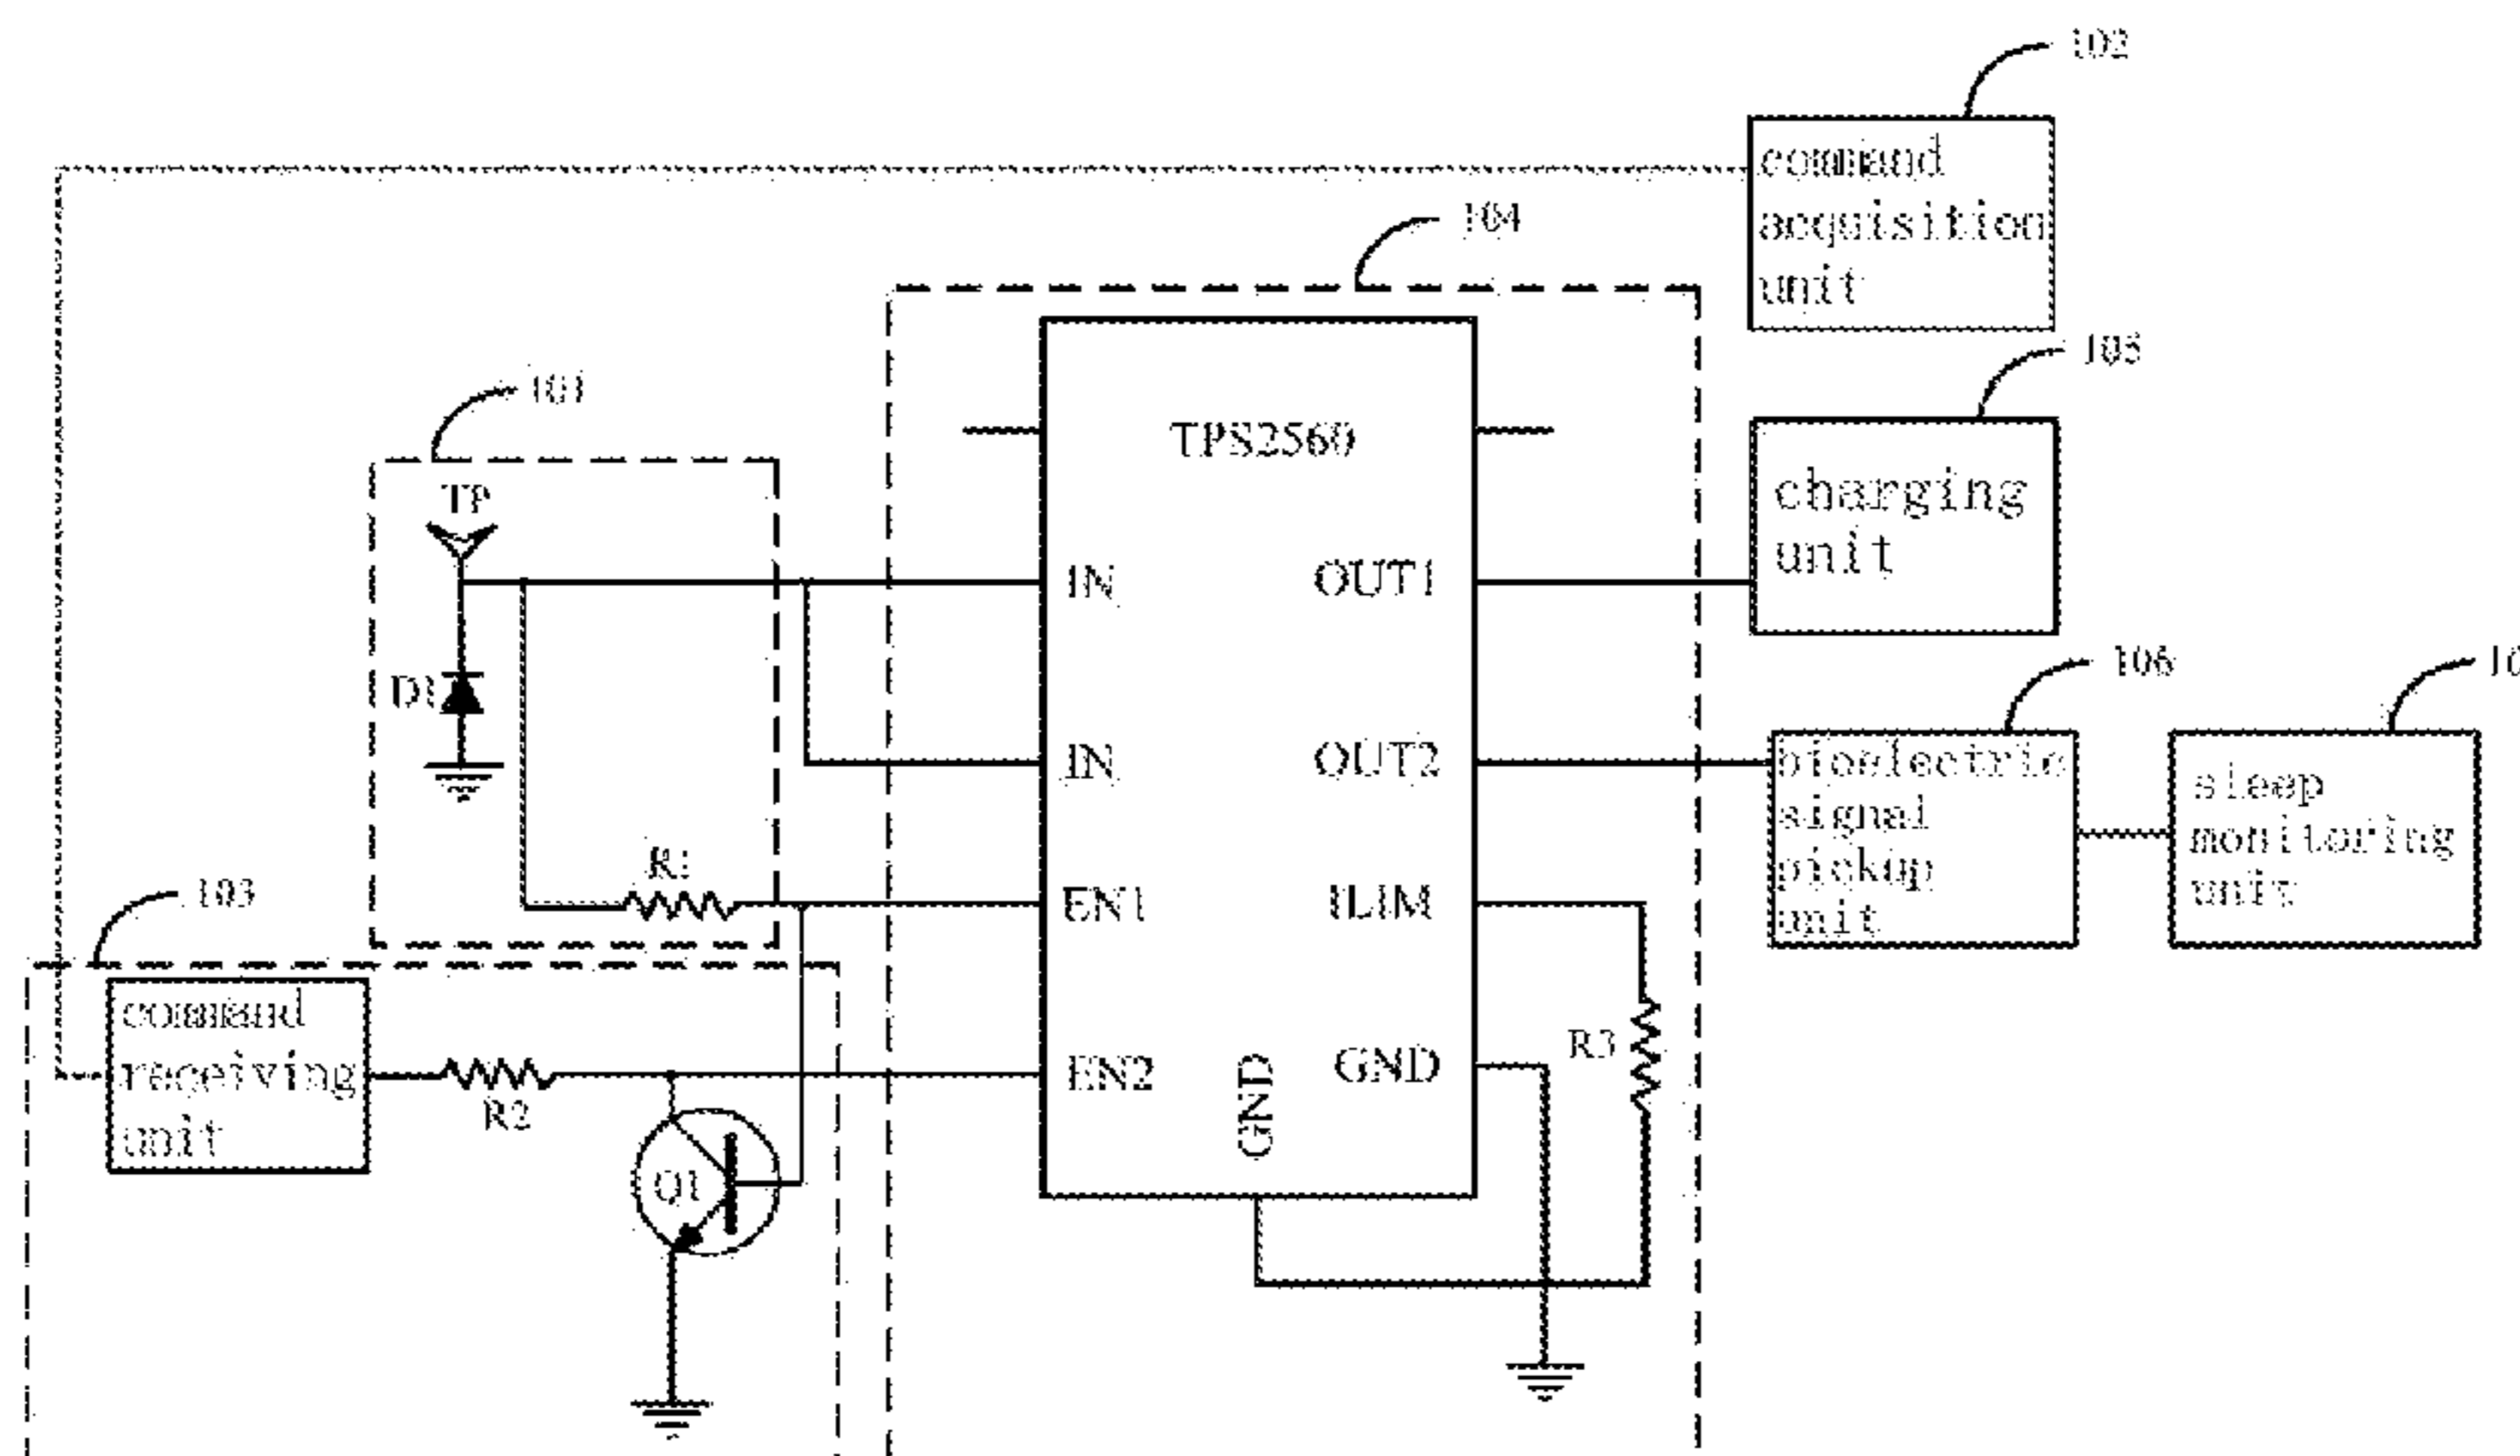 102
command
acquisition
unit
104
105
101
TPS2560
charging
unit
TP
IN
OUT1
106
10
D1
IN
OUT2
bioelectric
signal
pickup
unit
sleep
monitoring
unit
R1
103
EN1
ILIM
command
receiving
unit
R2
EN2
GND
GND
R3
Q1